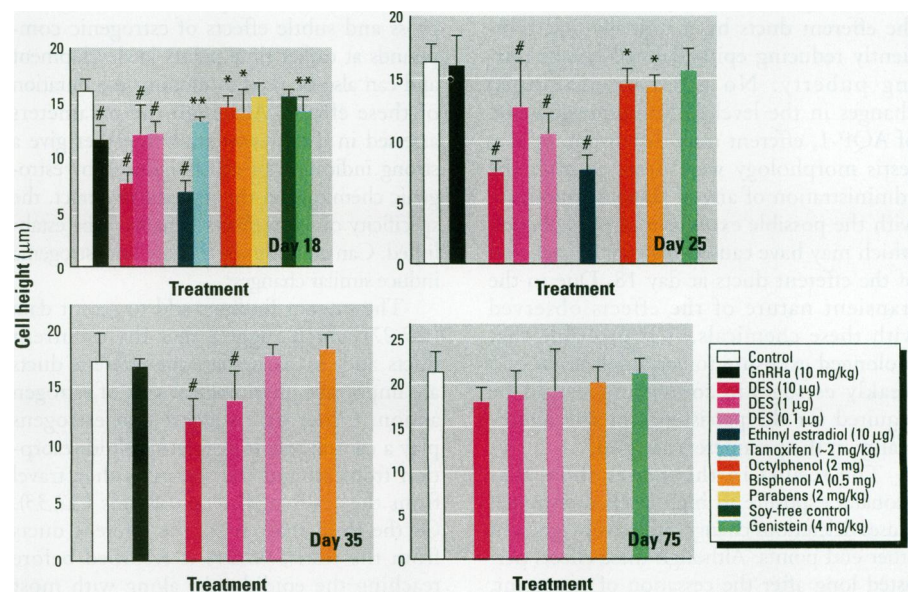 20
15
10
5
0
#
#
#
#
**
#
*
*
**
Day 18
Treatment
20
15
10
5
0
#
#
#
#
*
*
Day 25
Treatment
Cell height (µm)
20
15
10
5
0
#
#
Day 35
Treatment
25
20
15
10
5
0
Day 75
Treatment
Control
GnRHa (10 mg/kg)
DES (10 µg)
DES (1 µg)
DES (0.1 µg)
Ethinyl estradiol (10 µg)
Tamoxifen (~2 mg/kg)
Octylphenol (2 mg)
Bisphenol A (0.5 mg)
Parabens (2 mg/kg)
Soy-free control
Genistein (4 mg/kg)